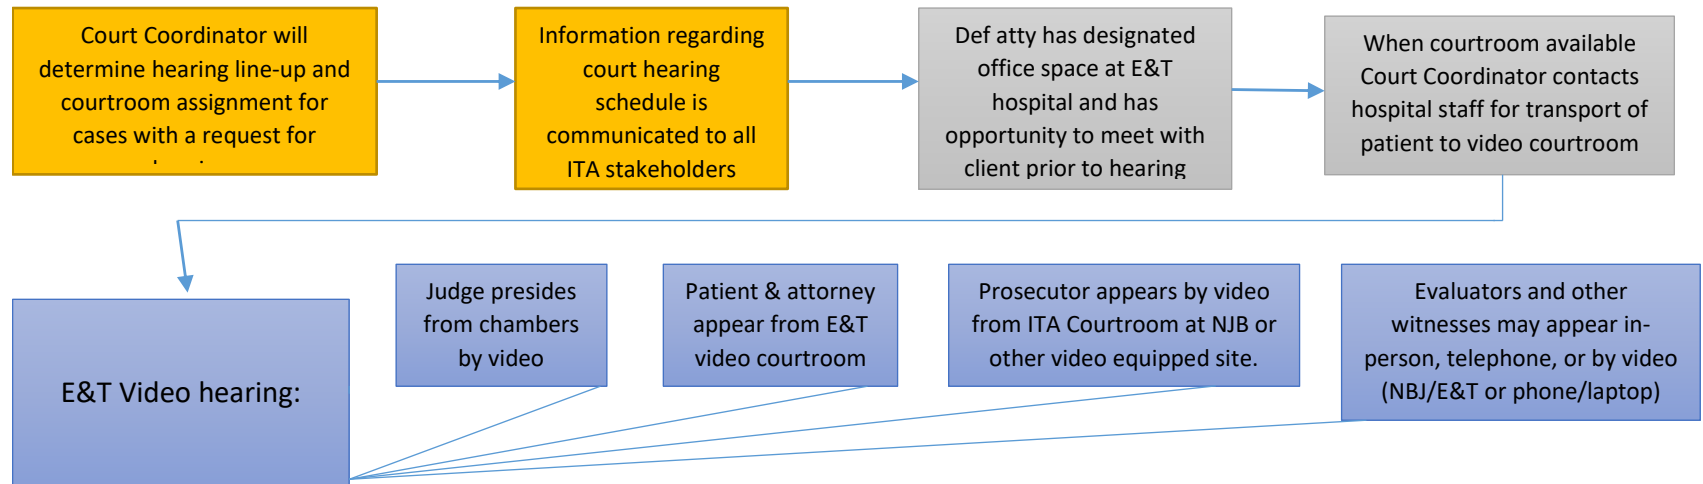 Court Coordinator will
determine hearing line-up and
courtroom assignment for
cases with a request for
Information regarding
court hearing
schedule is
communicated to all
ITA stakeholders
Def atty has designated
office space at E&T
hospital and has
opportunity to meet with
client prior to hearing
When courtroom available
Court Coordinator contacts
hospital staff for transport of
patient to video courtroom
E&T Video hearing:
Judge presides
from chambers
by video
Patient & attorney
appear from E&T
video courtroom
Prosecutor appears by video
from ITA Courtroom at NJB or
other video equipped site.
Evaluators and other
witnesses may appear in-
person, telephone, or by video
(NBJ/E&T or phone/laptop)